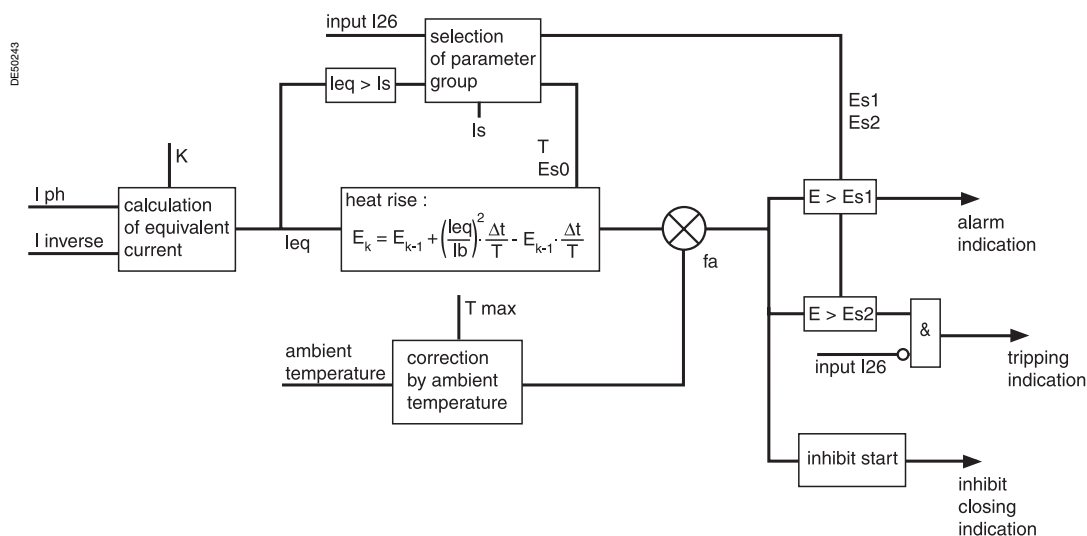 DE50243
input I26
selection
of parameter
group
Ieq > Is
Is
Es1
Es2
T
Es0
K
I ph
I inverse
calculation
of equivalent
current
Ieq
heat rise :
E_k = E_{k-1} + (Ieq/Ib)^2 · Δt/T - E_{k-1} · Δt/T
fa
E > Es1
alarm
indication
E > Es2
&
input I26
tripping
indication
T max
ambient
temperature
correction
by ambient
temperature
inhibit start
inhibit
closing
indication